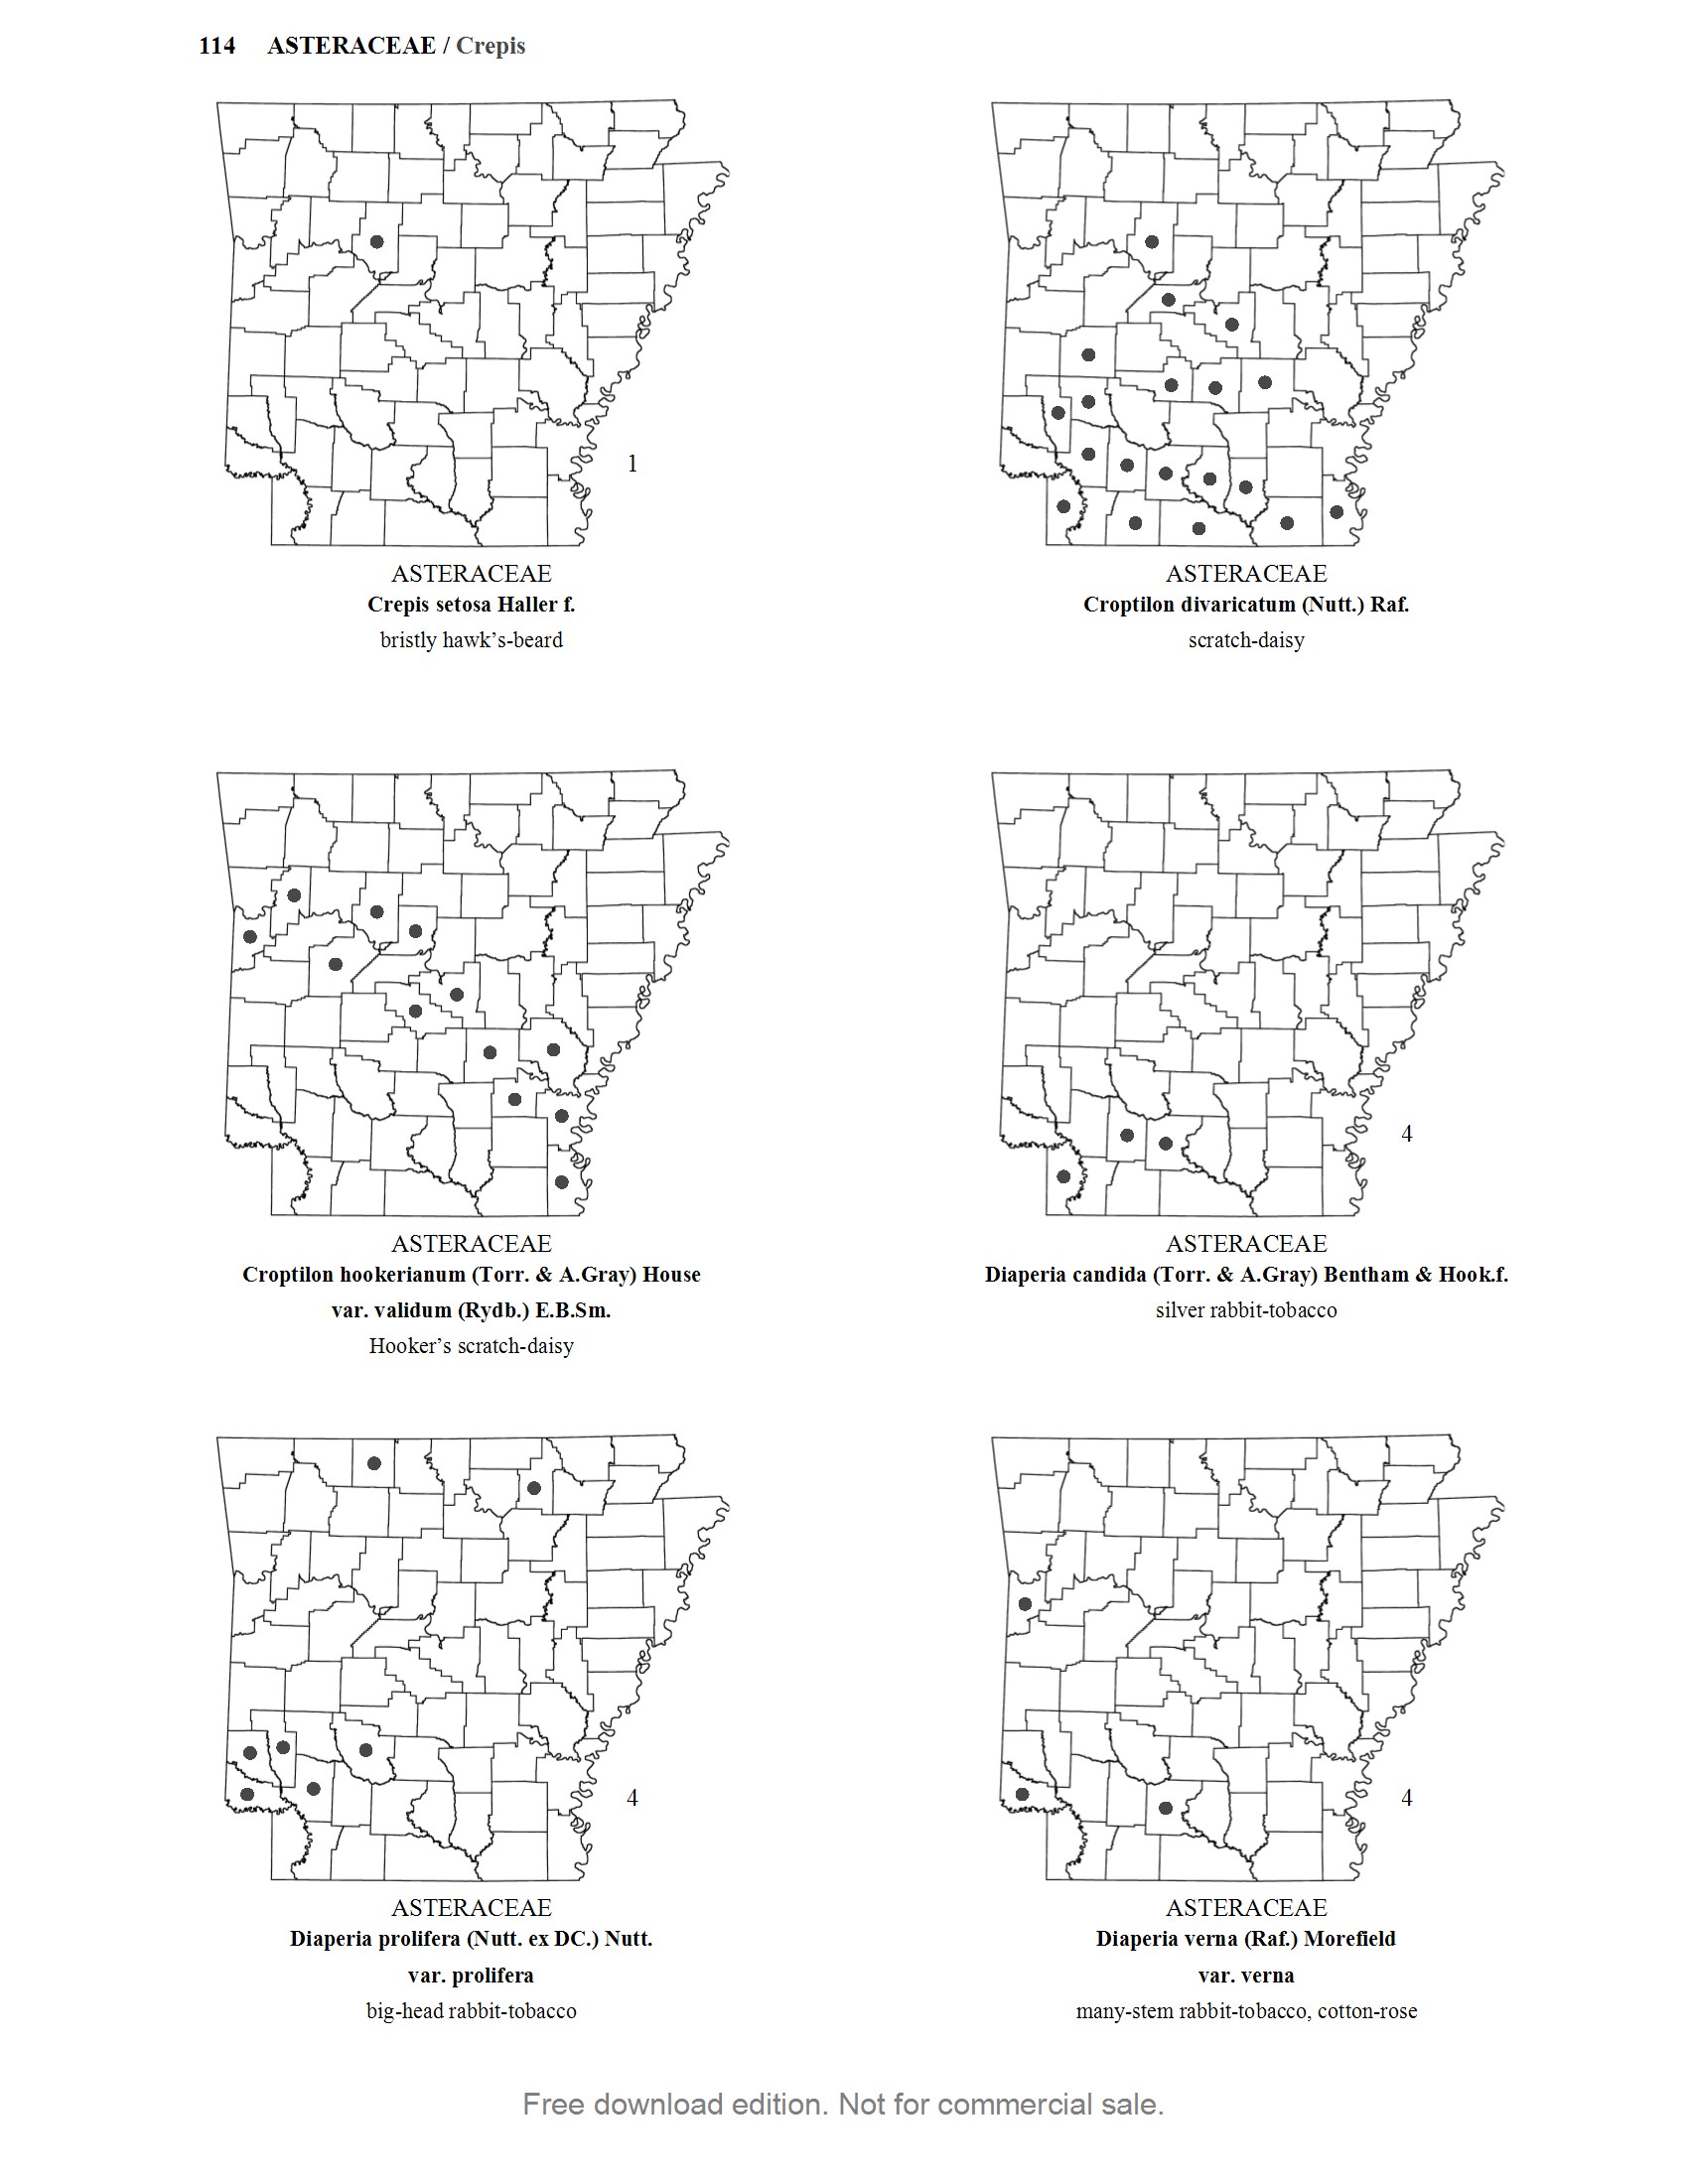 114 ASTERACEAE / Crepis
1
ASTERACEAE
Crepis setosa Haller f.
bristly hawk’s-beard
ASTERACEAE
Croptilon divaricatum (Nutt.) Raf.
scratch-daisy
ASTERACEAE
Croptilon hookerianum (Torr. & A.Gray) House
var. validum (Rydb.) E.B.Sm.
Hooker’s scratch-daisy
4
ASTERACEAE
Diaperia candida (Torr. & A.Gray) Bentham & Hook.f.
silver rabbit-tobacco
4
ASTERACEAE
Diaperia prolifera (Nutt. ex DC.) Nutt.
var. prolifera
big-head rabbit-tobacco
4
ASTERACEAE
Diaperia verna (Raf.) Morefield
var. verna
many-stem rabbit-tobacco, cotton-rose
Free download edition. Not for commercial sale.